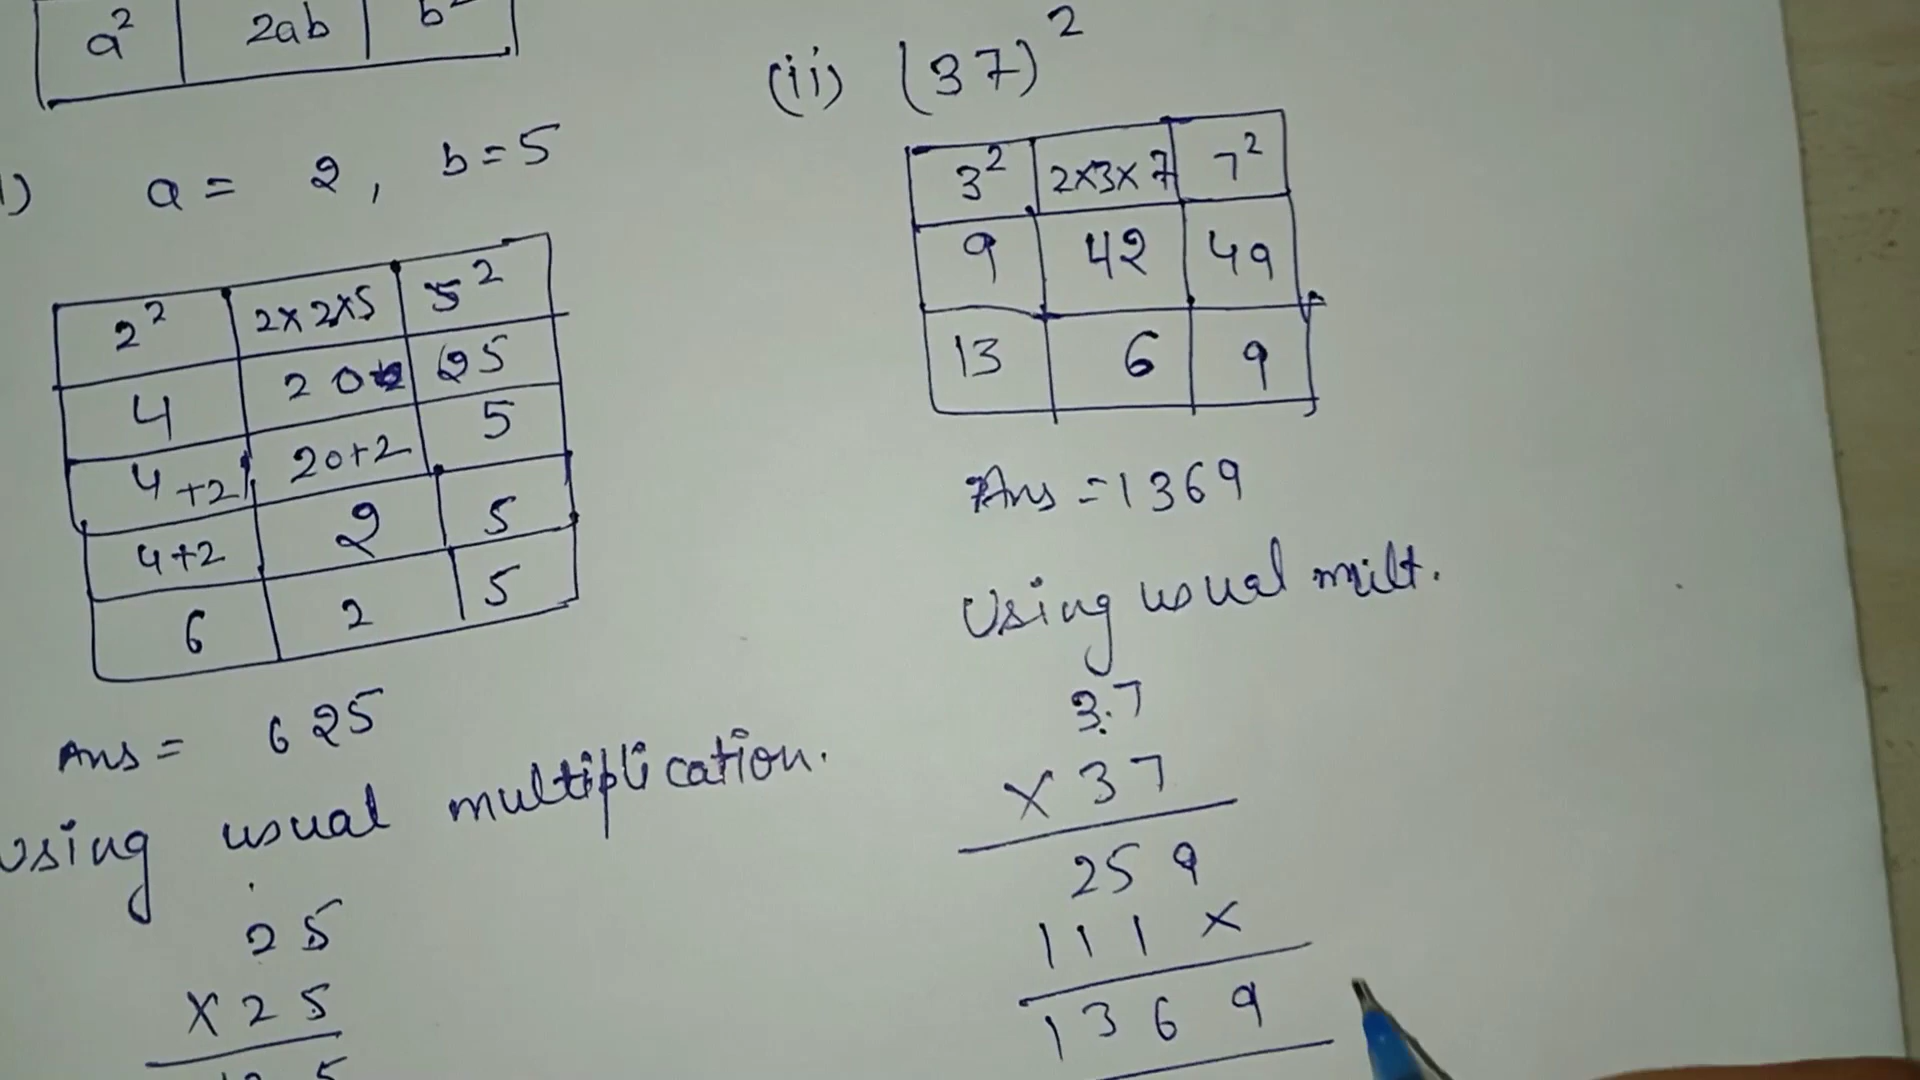 a² 2ab b²
1) a = 2, b=5
2² 2×2×5 5²
4 20 25
4+2 20+2 5
4+2 2 5
6 2 5
Ans = 625
Using usual multiplication.
25
×25
(ii) (37)²
3² 2×3×7 7²
9 42 49
13 6 9
Ans =1369
Using usual mult.
37
×37
259
111×
1369